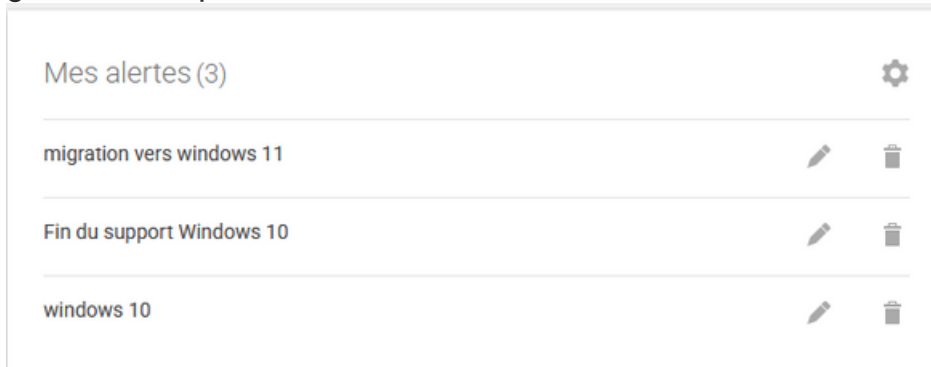 Mes alertes (3)
migration vers windows 11
Fin du support Windows 10
windows 10